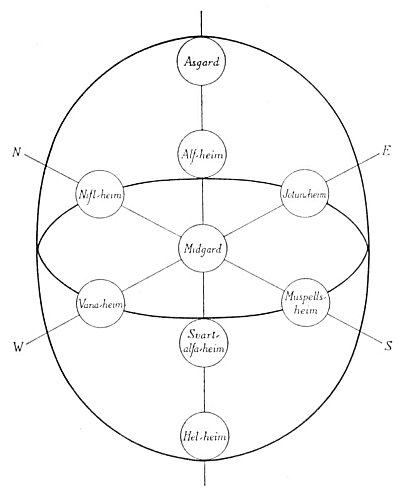 Asgard
Alf-heim
N
E
Nifl-heim
Jotun-heim
Midgard
Vana-heim
Muspells-
heim
W
S
Svart-
alfa-heim
Hel-heim